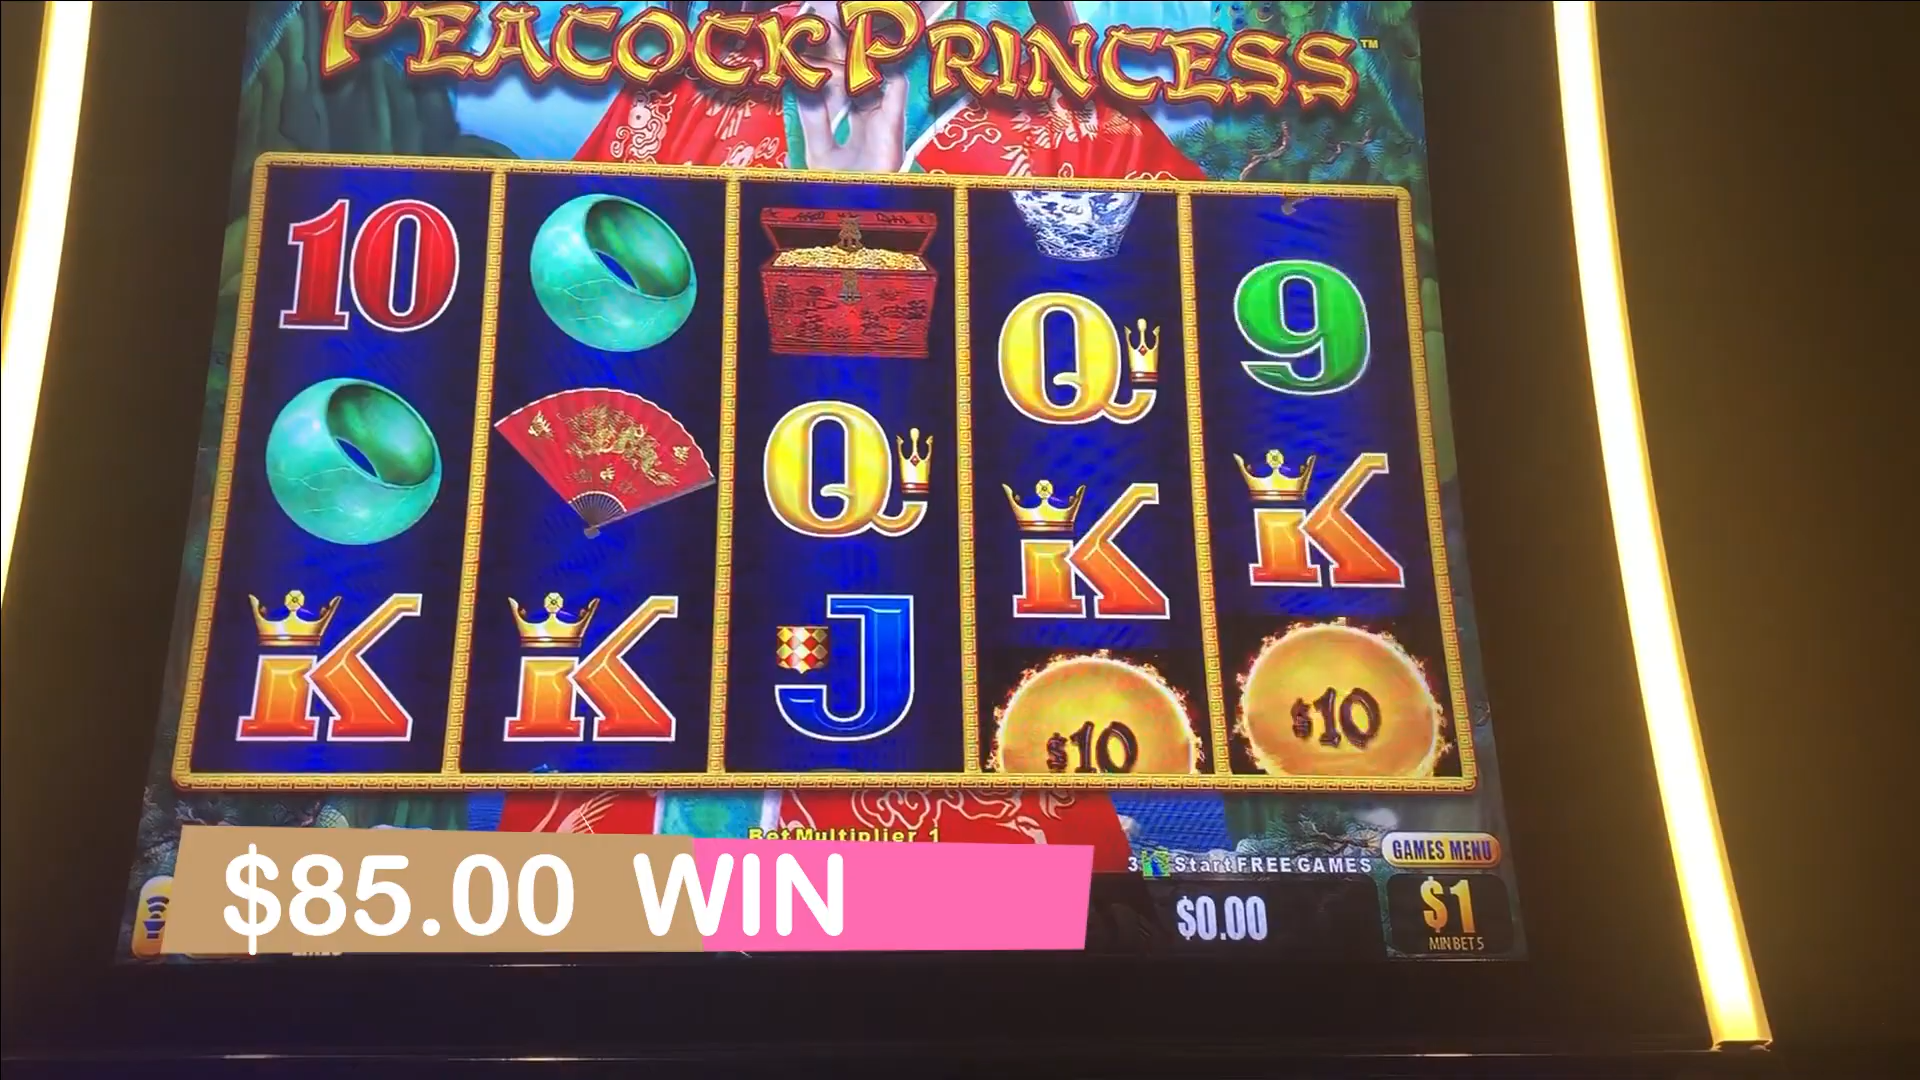 PEACOCK PRINCESS™
10
9
Q
Q
K
K
K
K
J
$10
$10
Bet Multiplier 1
$85.00 WIN
3 Start FREE GAMES
GAMES MENU
$0.00
$1
MIN BET 5